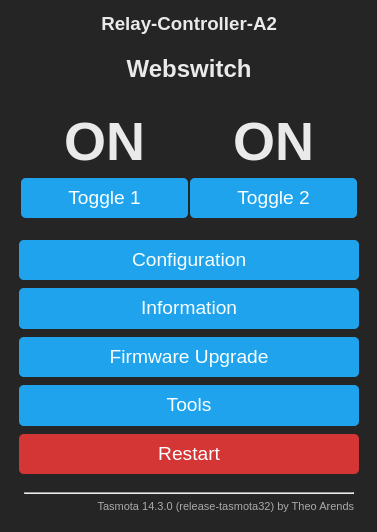 Relay-Controller-A2
Webswitch
ON ON
Toggle 1 Toggle 2
Configuration
Information
Firmware Upgrade
Tools
Restart
Tasmota 14.3.0 (release-tasmota32) by Theo Arends